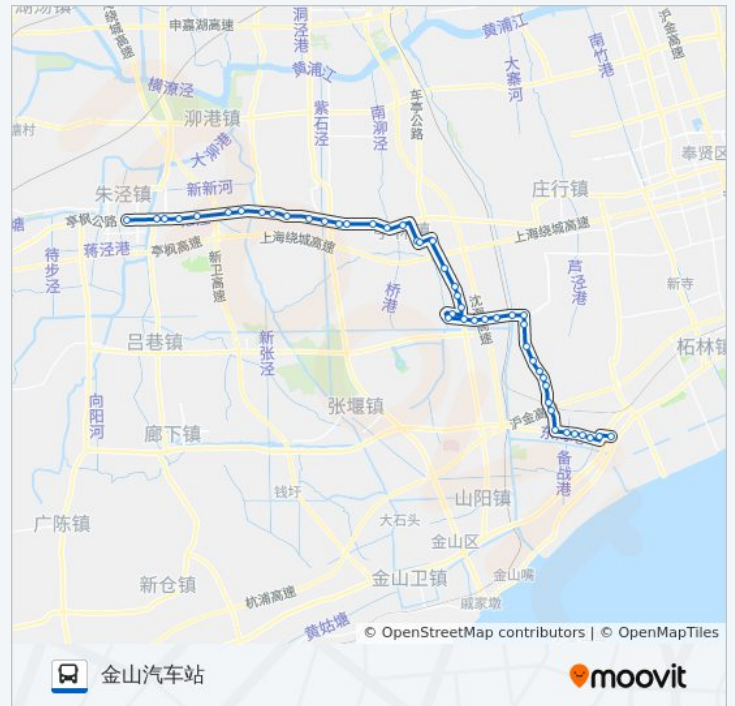 申嘉湖高速
洞泾港
黄浦江
沪金高速
南竹港
大寨河
黄浦江
横潦泾
紫石泾
车亭公路
南泖泾
泖港镇
大泖港
奉贤区
朱泾镇
新新河
庄行镇
亭枫公路
上海绕城高速
上海绕城高速
蒋泾港
亭枫高速
待步泾
新卫高速
芦泾港
新寺
桥港
吕巷镇
新张泾
柘林镇
向阳河
张堰镇
廊下镇
备战港
钱圩
山阳镇
大石头
广陈镇
金山区
新仓镇
金山卫镇
金山嘴
杭浦高速
戚家墩
黄姑塘
© OpenStreetMap contributors | © OpenMapTiles
金山汽车站
moovit